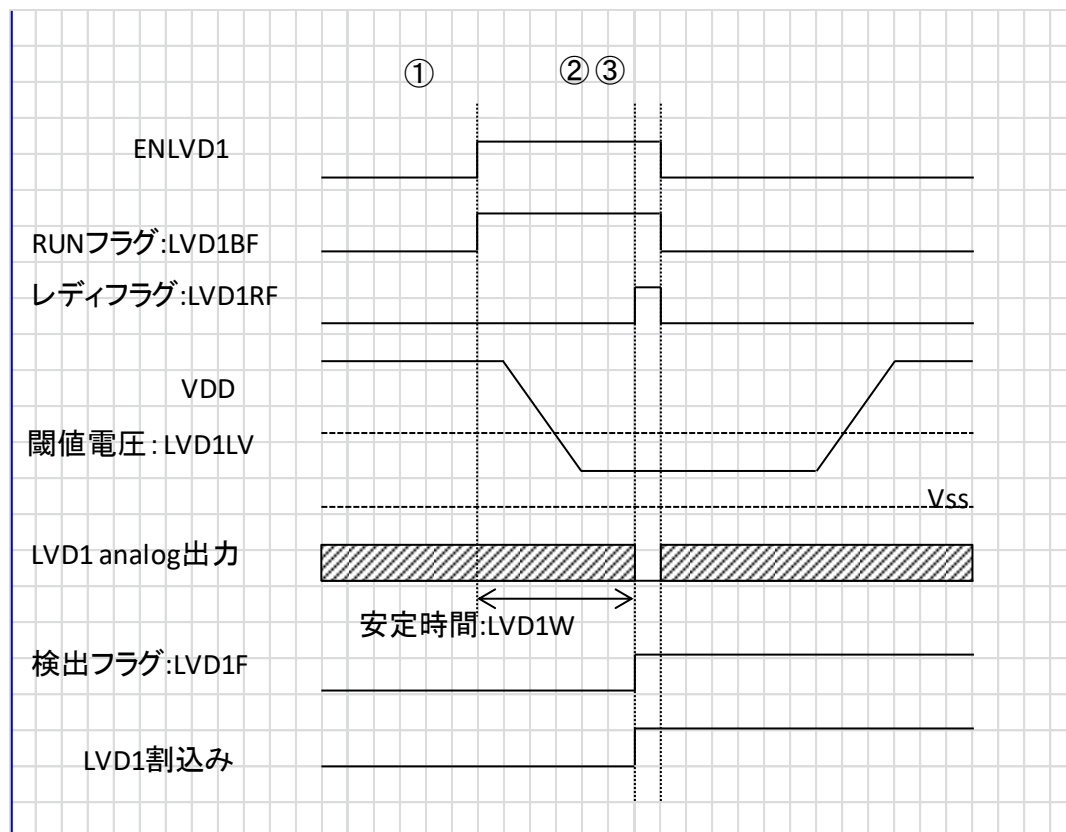 ① ②③
ENLVD1
RUNフラグ:LVD1BF
レディフラグ:LVD1RF
VDD
閾値電圧：LVD1LV
Vss
LVD1 analog出力
安定時間:LVD1W
検出フラグ:LVD1F
LVD1割込み